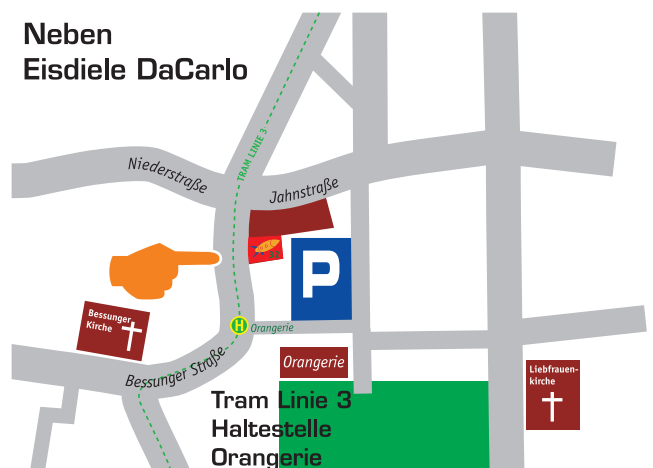 Neben
Eisdiele DaCarlo
TRAM LINIE 3
Niederstraße
Jahnstraße
P
Bessunger
Kirche
H
Orangerie
Bessunger Straße
Orangerie
Liebfrauen-
kirche
Tram Linie 3
Haltestelle
Orangerie